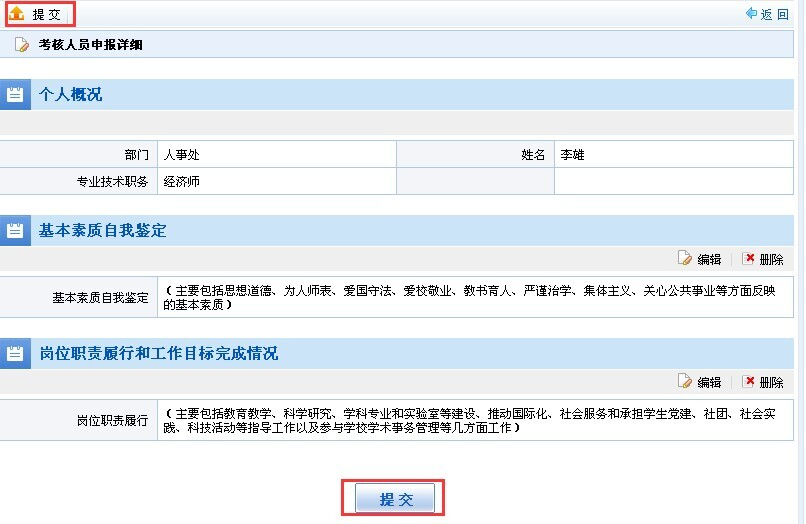 提交 返回
考核人员申报详细
个人概况
部门 人事处 姓名 李雄
专业技术职务 经济师
基本素质自我鉴定
编辑 删除
基本素质自我鉴定 （主要包括思想道德、为人师表、爱国守法、爱校敬业、教书育人、严谨治学、集体主义、关心公共事业等方面反映
的基本素质）
岗位职责履行和工作目标完成情况
编辑 删除
岗位职责履行 （主要包括教育教学、科学研究、学科专业和实验室等建设、推动国际化、社会服务和承担学生党建、社团、社会实
践、科技活动等指导工作以及参与学校学术事务管理等几方面工作）
提交